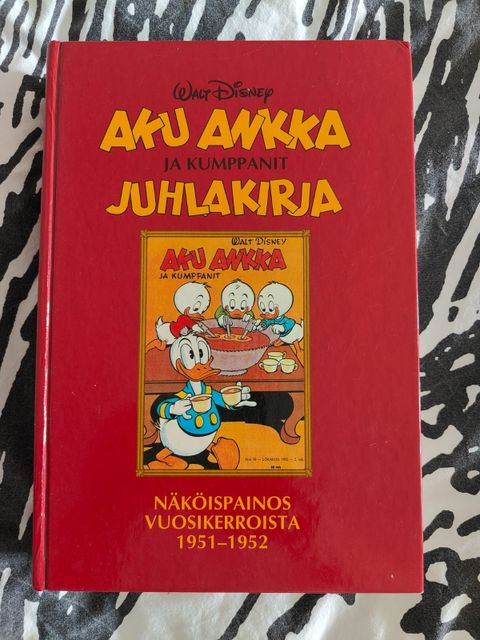 WALT DISNEY
AKU ANKKA
JA KUMPPANIT
JUHLAKIRJA
WALT DISNEY
AKU ANKKA
JA KUMPPANIT
NÄKÖISPAINOS
VUOSIKERROISTA
1951–1952